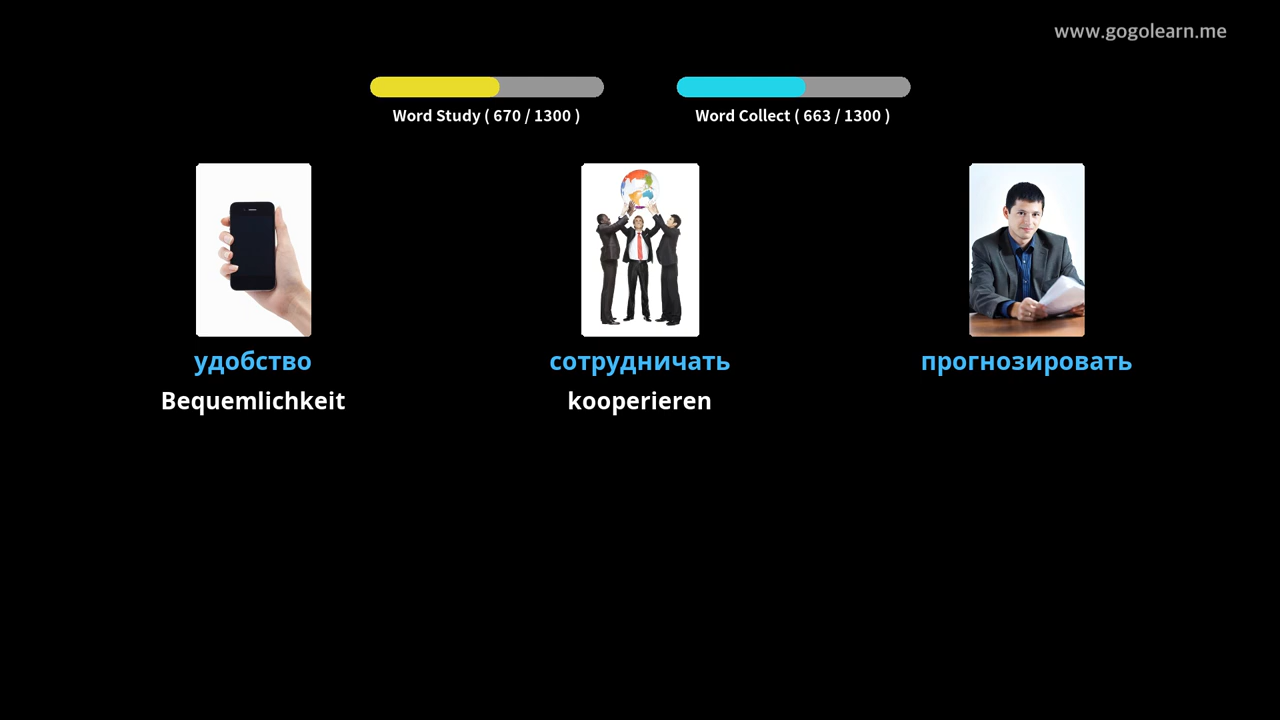 www.gogolearn.me
Word Study ( 670 / 1300 )
Word Collect ( 663 / 1300 )
удобство
сотрудничать
прогнозировать
Bequemlichkeit
kooperieren